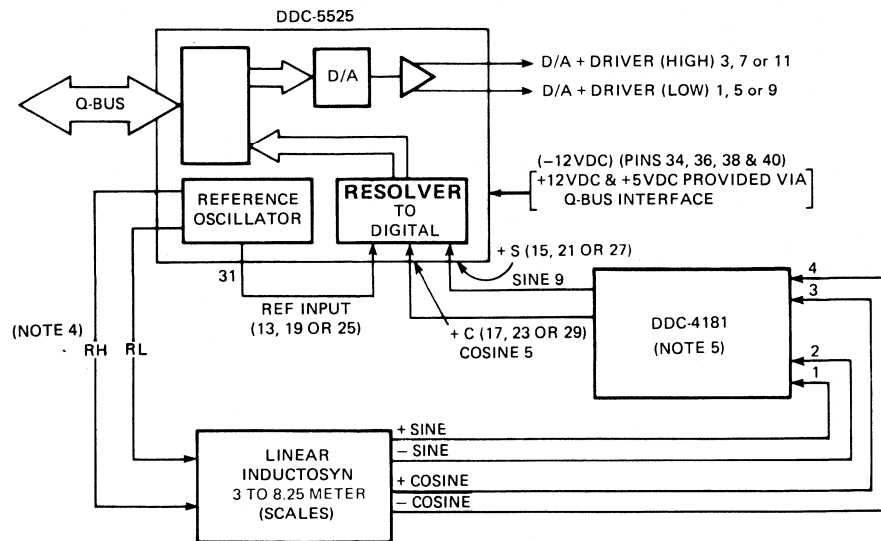 DDC-5525
Q-BUS
D/A
D/A + DRIVER (HIGH) 3, 7 or 11
D/A + DRIVER (LOW) 1, 5 or 9
(-12VDC) (PINS 34, 36, 38 & 40)
+12VDC & +5VDC PROVIDED VIA
Q-BUS INTERFACE
REFERENCE
OSCILLATOR
RESOLVER
TO
DIGITAL
31
REF INPUT
(13, 19 OR 25)
+ S (15, 21 OR 27)
SINE 9
+ C (17, 23 OR 29)
COSINE 5
DDC-4181
(NOTE 5)
4
3
2
1
(NOTE 4)
RH
RL
LINEAR
INDUCTOSYN
3 TO 8.25 METER
(SCALES)
+ SINE
- SINE
+ COSINE
- COSINE